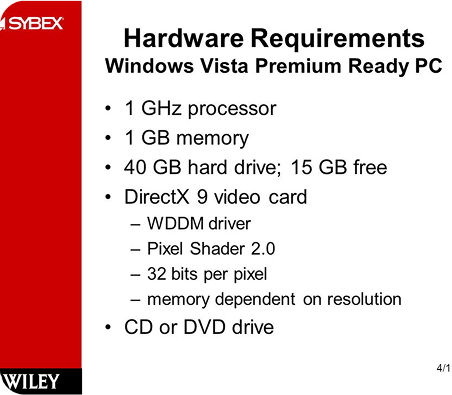 SYBEX
Hardware Requirements
Windows Vista Premium Ready PC
• 1 GHz processor
• 1 GB memory
• 40 GB hard drive; 15 GB free
• DirectX 9 video card
– WDDM driver
– Pixel Shader 2.0
– 32 bits per pixel
– memory dependent on resolution
• CD or DVD drive
4/1
WILEY